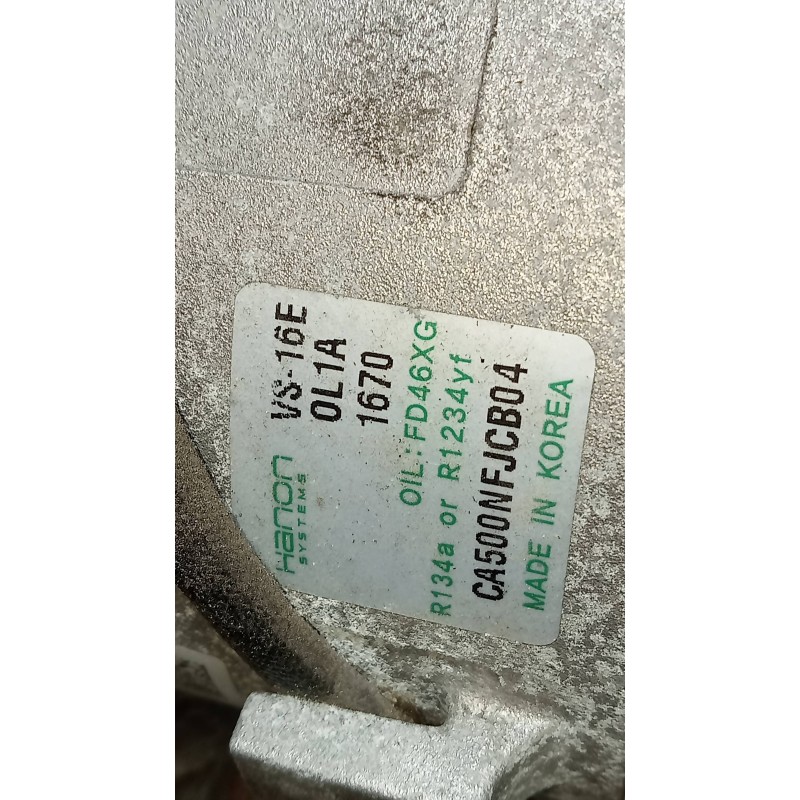 Hanon
SYSTEMS
VS-16E
0L1A
1670
OIL:FD46XG
R134a or R1234yf
CA500NFJCB04
MADE IN KOREA